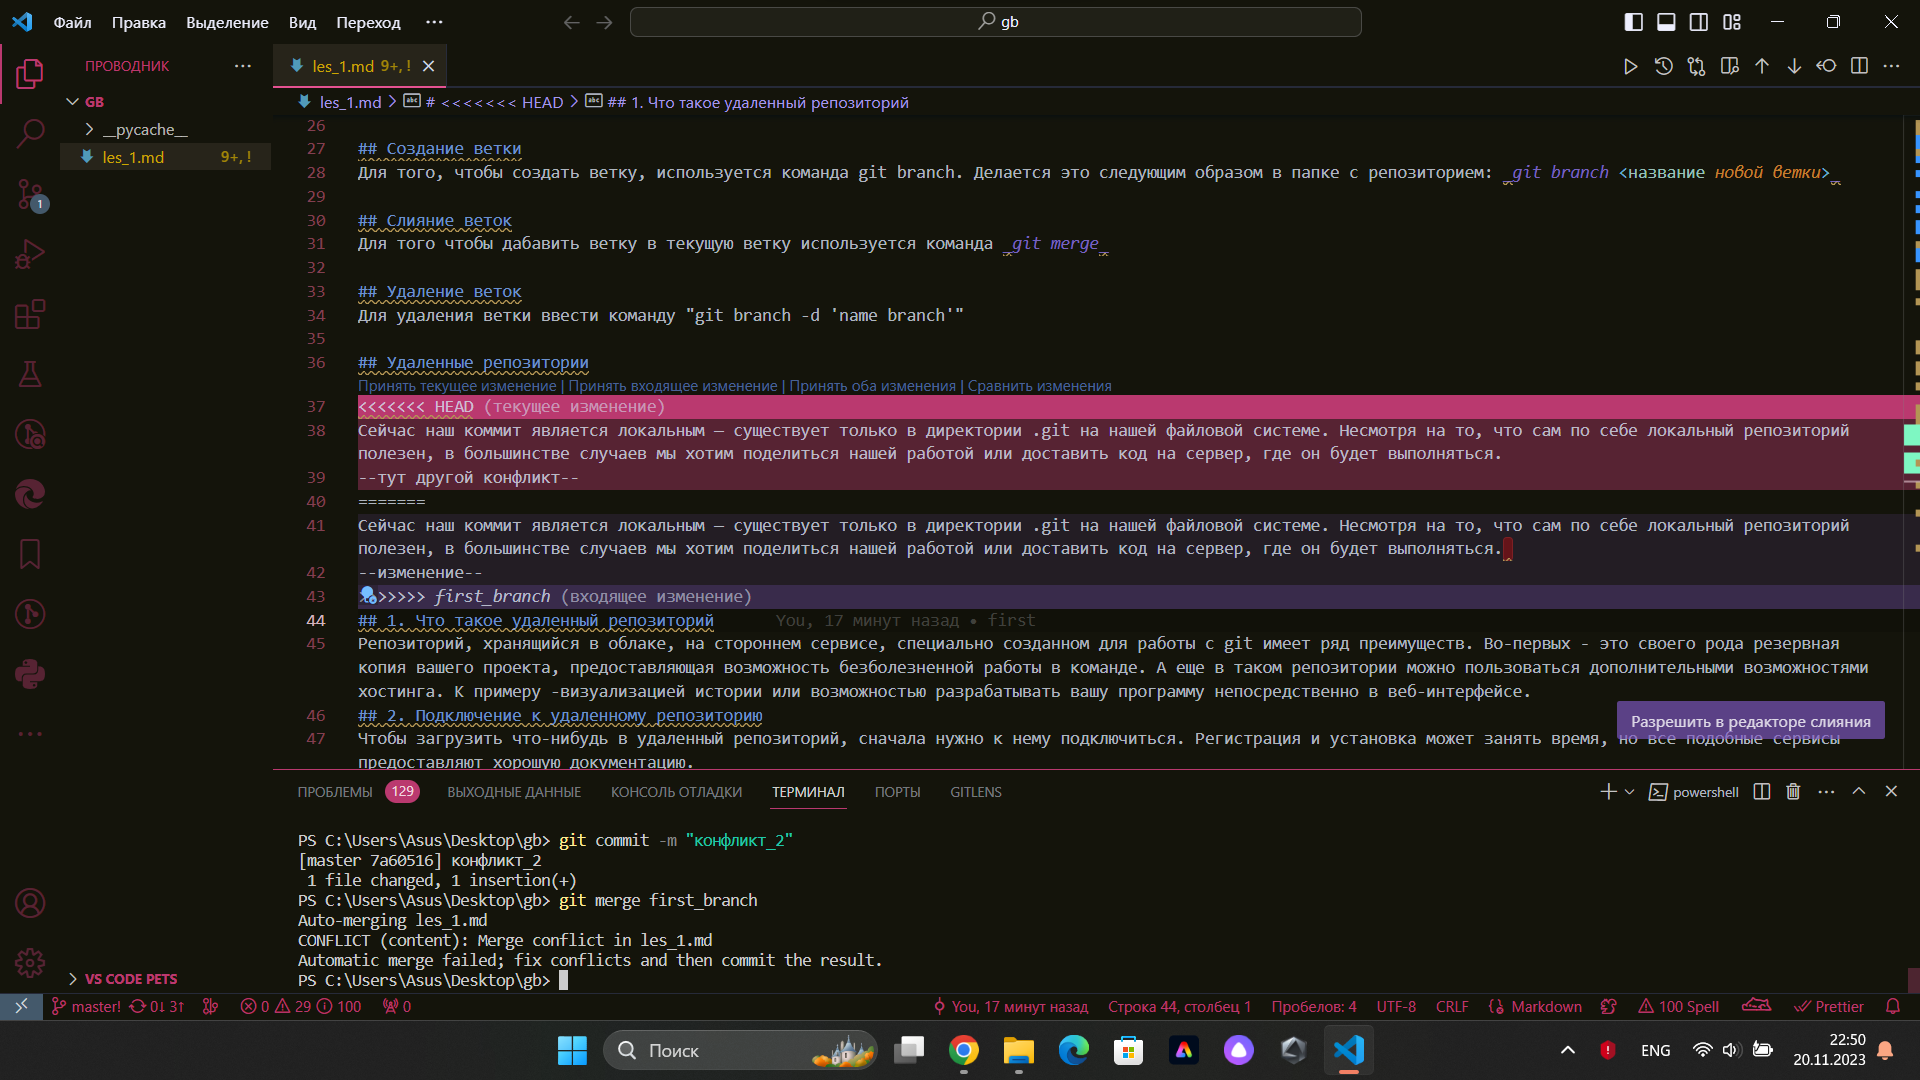 Файл Правка Выделение Вид Переход ··· gb
ПРОВОДНИК
les_1.md 9+, !
GB
les_1.md > # <<<<<<< HEAD > ## 1. Что такое удаленный репозиторий
__pycache__
les_1.md 9+, !
26
27 ## Создание ветки
28 Для того, чтобы создать ветку, используется команда git branch. Делается это следующим образом в папке с репозиторием: _git branch <название новой ветки>_
29
30 ## Слияние веток
31 Для того чтобы дабавить ветку в текущую ветку используется команда _git merge_
32
33 ## Удаление веток
34 Для удаления ветки ввести команду "git branch -d 'name branch'"
35
36 ## Удаленные репозитории
Принять текущее изменение | Принять входящее изменение | Принять оба изменения | Сравнить изменения
37 <<<<<<< HEAD (текущее изменение)
38 Сейчас наш коммит является локальным — существует только в директории .git на нашей файловой системе. Несмотря на то, что сам по себе локальный репозиторий
полезен, в большинстве случаев мы хотим поделиться нашей работой или доставить код на сервер, где он будет выполняться.
39 --тут другой конфликт--
40 =======
41 Сейчас наш коммит является локальным — существует только в директории .git на нашей файловой системе. Несмотря на то, что сам по себе локальный репозиторий
полезен, в большинстве случаев мы хотим поделиться нашей работой или доставить код на сервер, где он будет выполняться.
42 --изменение--
43 >>>>>> first_branch (входящее изменение)
44 ## 1. Что такое удаленный репозиторий You, 17 минут назад • first
45 Репозиторий, хранящийся в облаке, на стороннем сервисе, специально созданном для работы с git имеет ряд преимуществ. Во-первых - это своего рода резервная
копия вашего проекта, предоставляющая возможность безболезненной работы в команде. А еще в таком репозитории можно пользоваться дополнительными возможностями
хостинга. К примеру -визуализацией истории или возможностью разрабатывать вашу программу непосредственно в веб-интерфейсе.
46 ## 2. Подключение к удаленному репозиторию
Разрешить в редакторе слияния
47 Чтобы загрузить что-нибудь в удаленный репозиторий, сначала нужно к нему подключиться. Регистрация и установка может занять время, но все подобные сервисы
предоставляют хорошую документацию.
ПРОБЛЕМЫ 129 ВЫХОДНЫЕ ДАННЫЕ КОНСОЛЬ ОТЛАДКИ ТЕРМИНАЛ ПОРТЫ GITLENS powershell
PS C:\Users\Asus\Desktop\gb> git commit -m "конфликт_2"
[master 7a60516] конфликт_2
1 file changed, 1 insertion(+)
PS C:\Users\Asus\Desktop\gb> git merge first_branch
Auto-merging les_1.md
CONFLICT (content): Merge conflict in les_1.md
Automatic merge failed; fix conflicts and then commit the result.
PS C:\Users\Asus\Desktop\gb>
1
VS CODE PETS
master! 0↓ 3↑ 0 29 100 0 You, 17 минут назад Строка 44, столбец 1 Пробелов: 4 UTF-8 CRLF Markdown 100 Spell Prettier
Поиск
ENG
22:50
20.11.2023